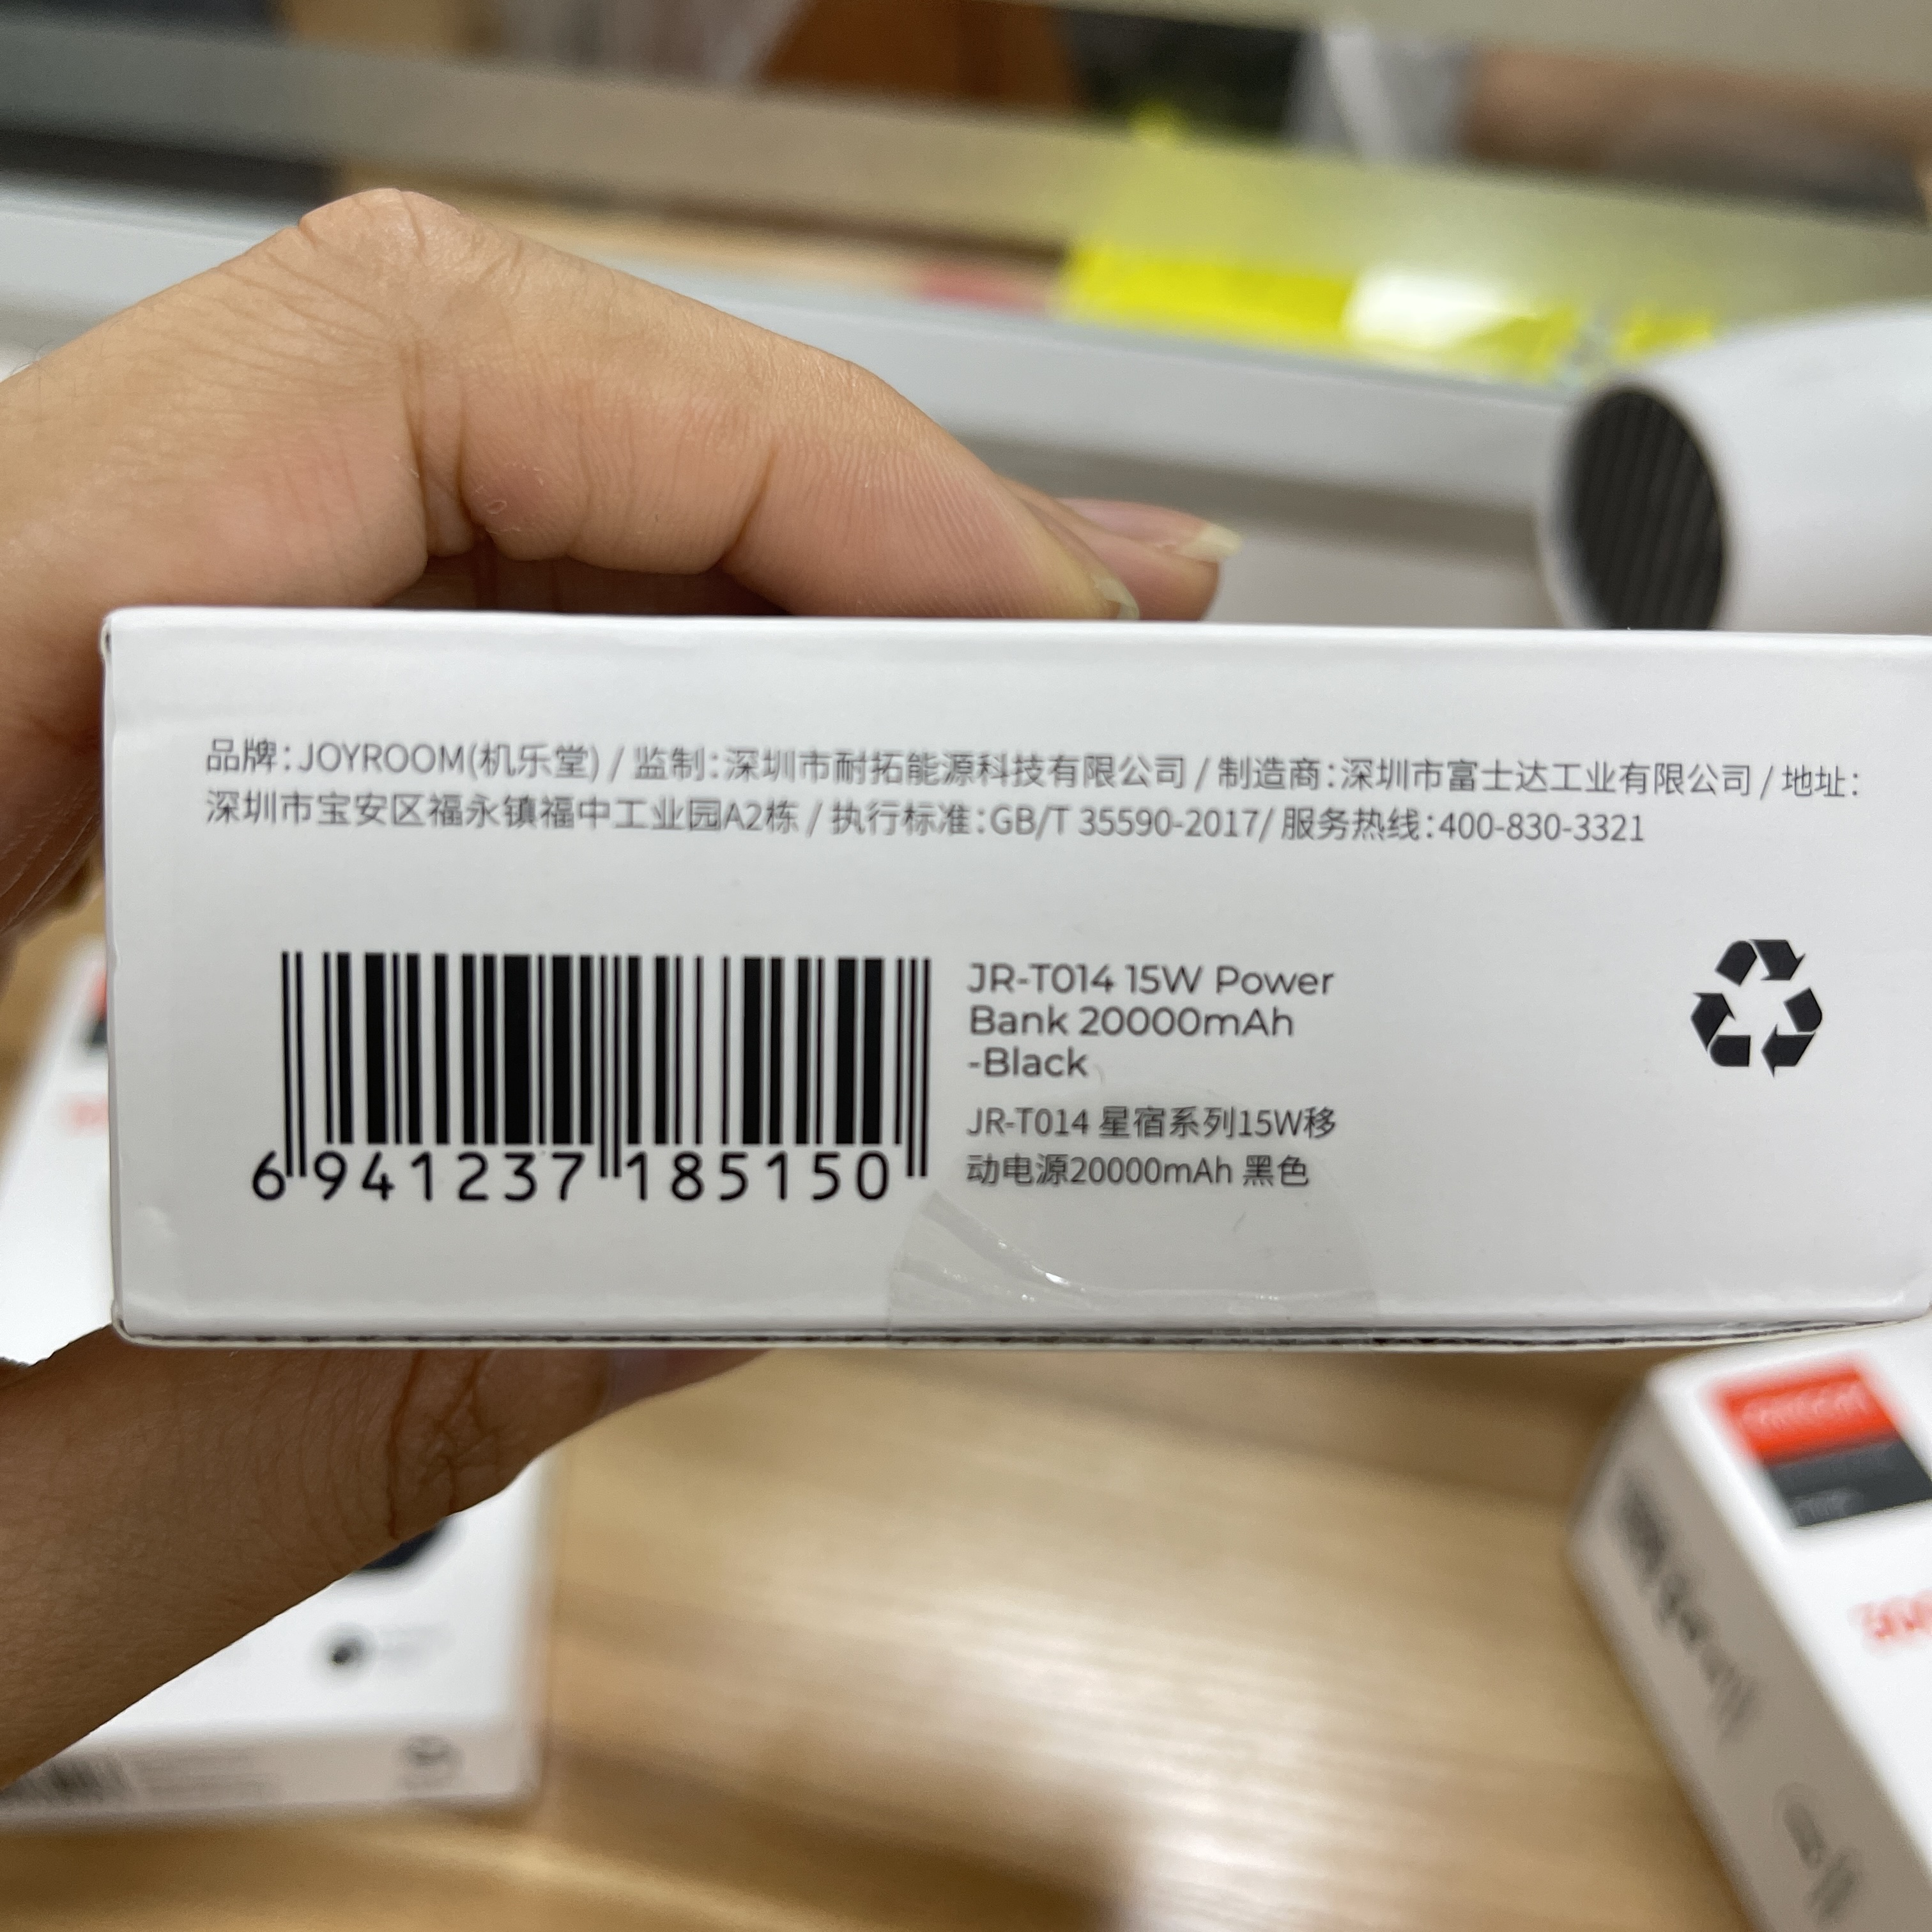 品牌：JOYROOM(机乐堂) / 监制：深圳市耐拓能源科技有限公司 / 制造商：深圳市富士达工业有限公司 / 地址：
深圳市宝安区福永镇福中工业园A2栋 / 执行标准：GB/T 35590-2017/ 服务热线：400-830-3321
JR-T014 15W Power
Bank 20000mAh
-Black
JR-T014 星宿系列15W移
动电源20000mAh 黑色
6 941237 185150